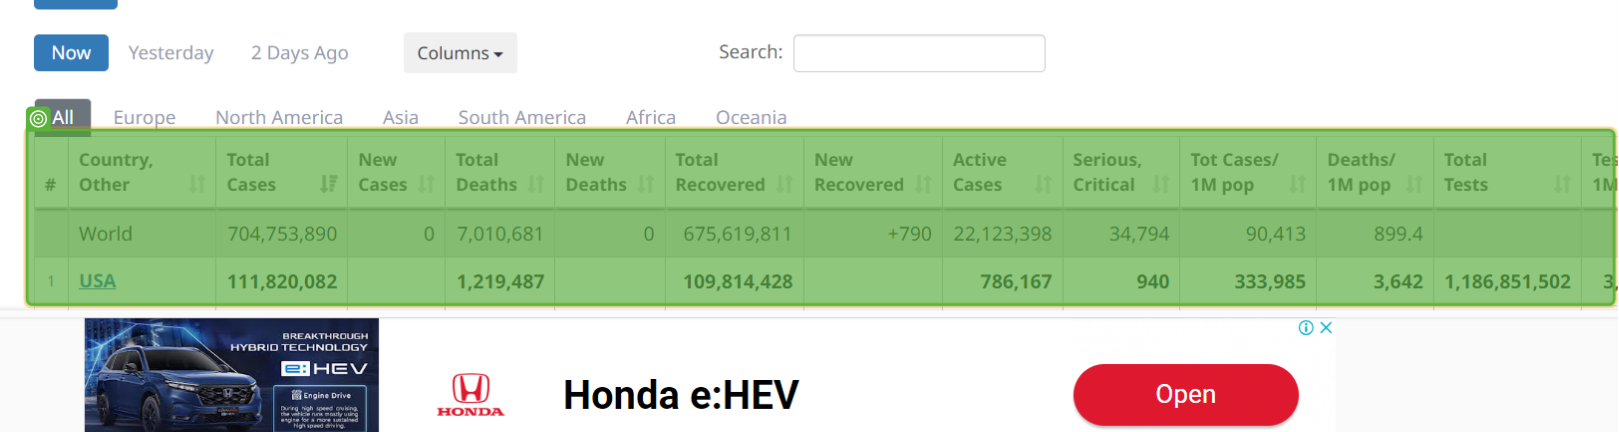 Now Yesterday 2 Days Ago Columns Search:
All Europe North America Asia South America Africa Oceania
# Country, Other Total Cases New Cases Total Deaths New Deaths Total Recovered New Recovered Active Cases Serious, Critical Tot Cases/ 1M pop Deaths/ 1M pop Total Tests
World 704,753,890 0 7,010,681 0 675,619,811 +790 22,123,398 34,794 90,413 899.4
1 USA 111,820,082 1,219,487 109,814,428 786,167 940 333,985 3,642 1,186,851,502 3,
BREAKTHROUGH
HYBRID TECHNOLOGY
e:HEV
Engine Drive
During high speed cruising,
the vehicle runs mostly using
engine for a more sustained
high speed driving.
HONDA
Honda e:HEV
Open